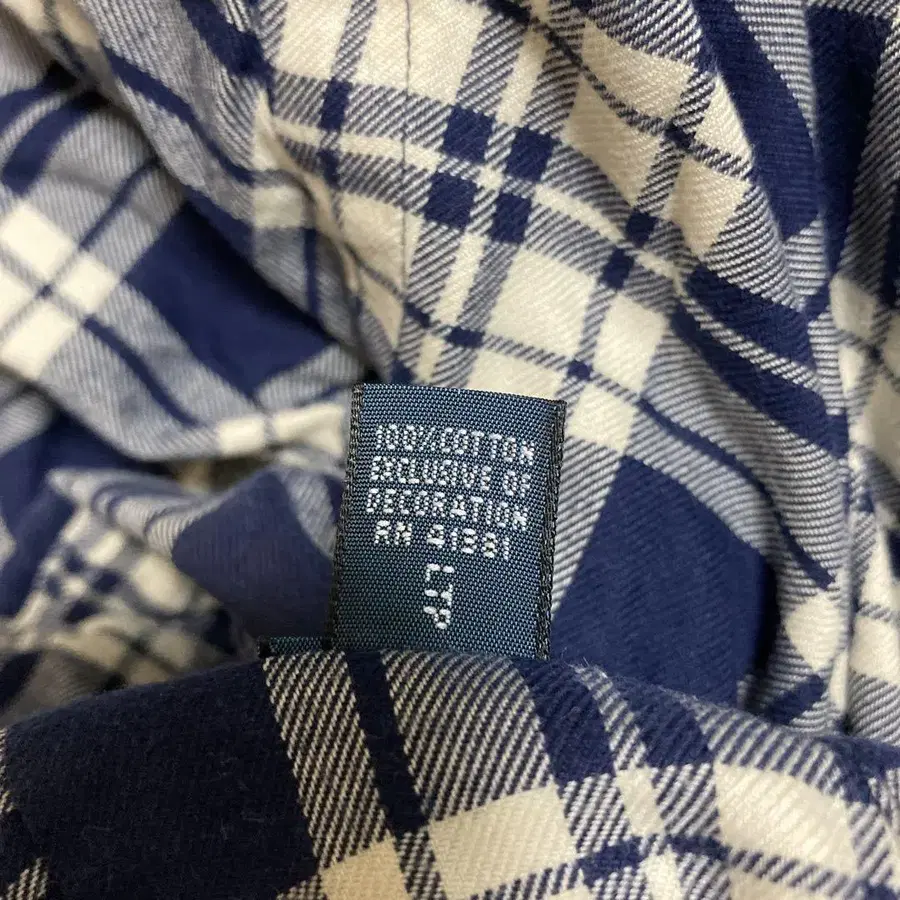 100% COTTON
EXCLUSIVE OF
DECORATION
RN 41381
LTP